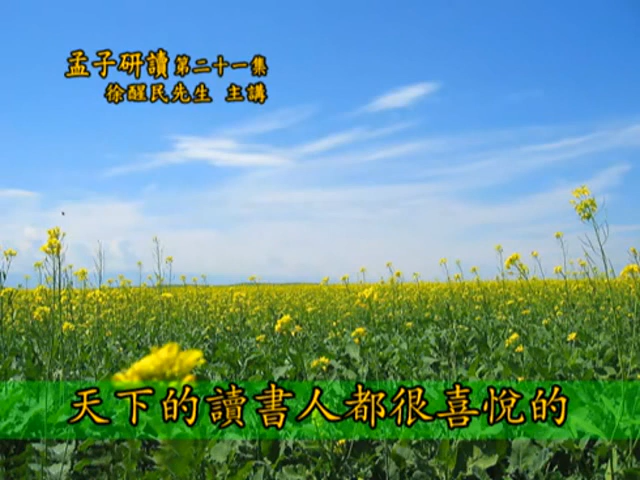 孟子研讀第二十一集
徐醒民先生 主講
天下的讀書人都很喜悅的